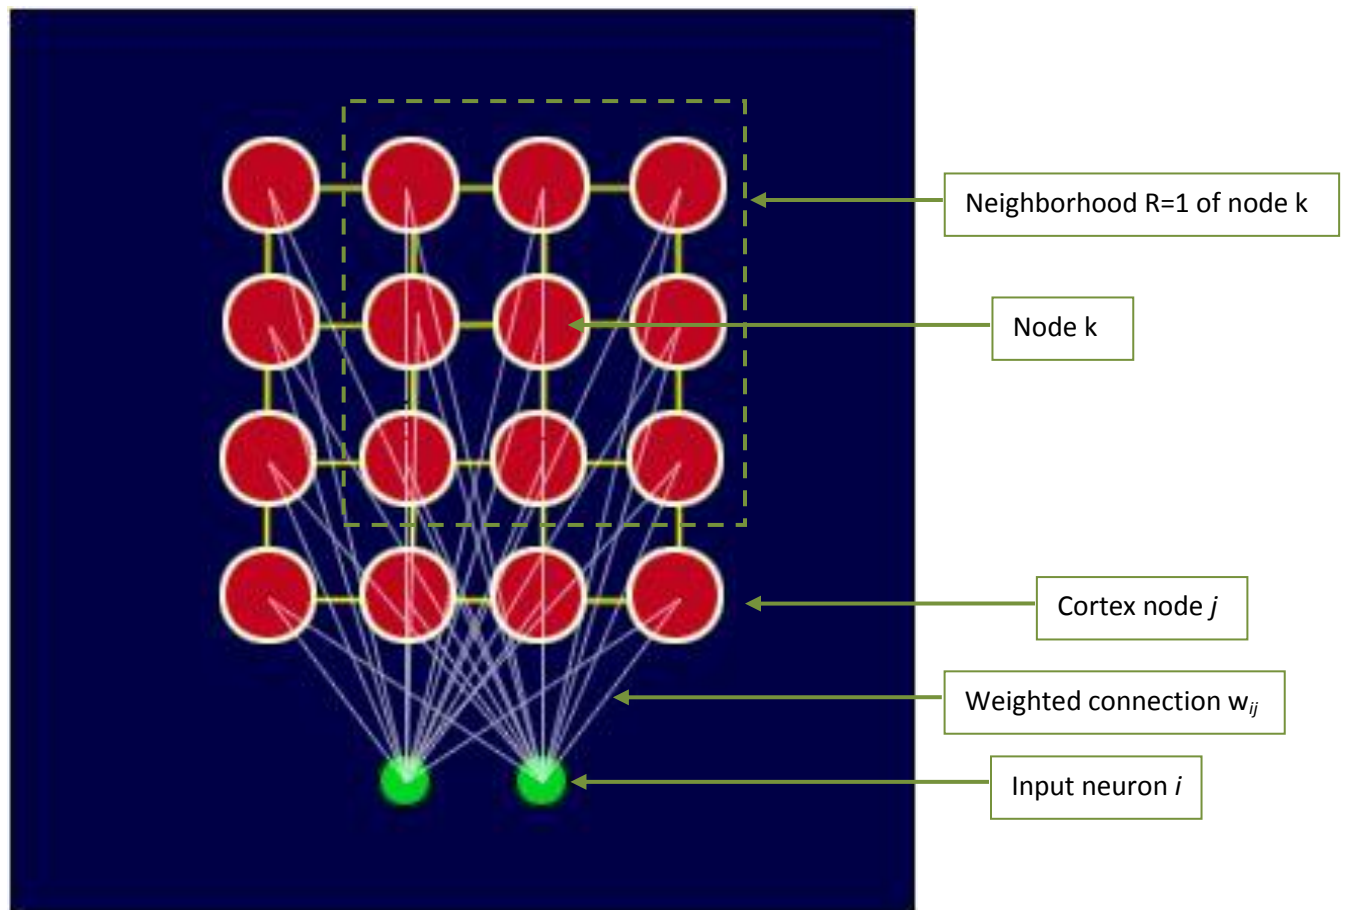 Neighborhood R=1 of node k
Node k
Cortex node j
Weighted connection wij
Input neuron i